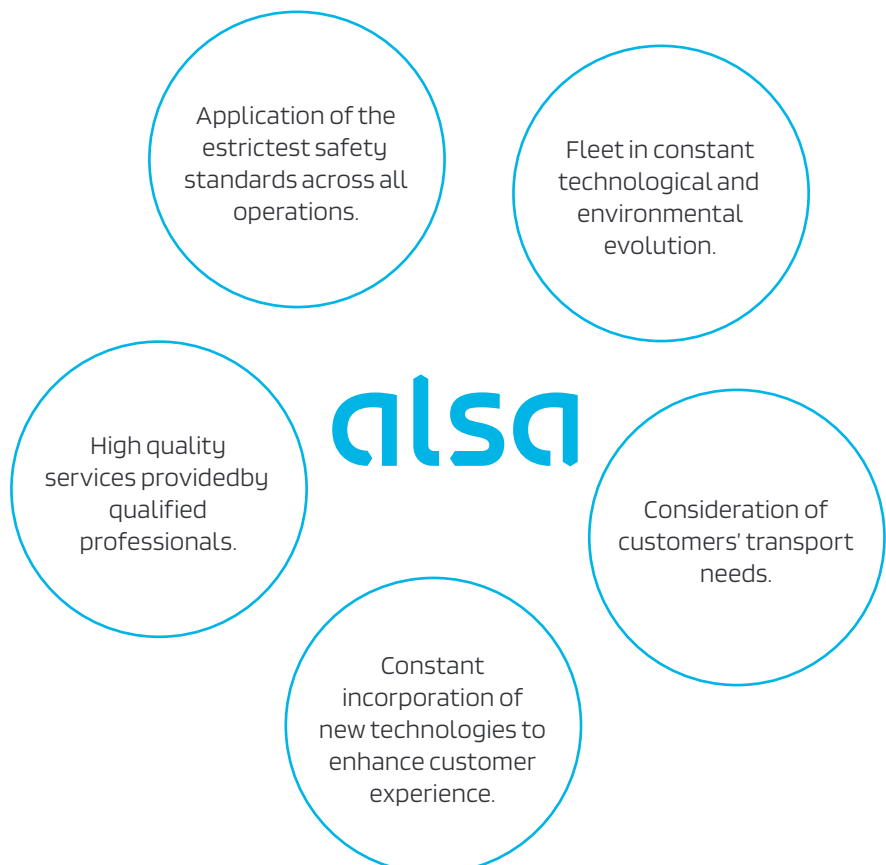 Application of the
estrictest safety
standards across all
operations.
Fleet in constant
technological and
environmental
evolution.
alsa
High quality
services providedby
qualified
professionals.
Consideration of
customers’ transport
needs.
Constant
incorporation of
new technologies to
enhance customer
experience.